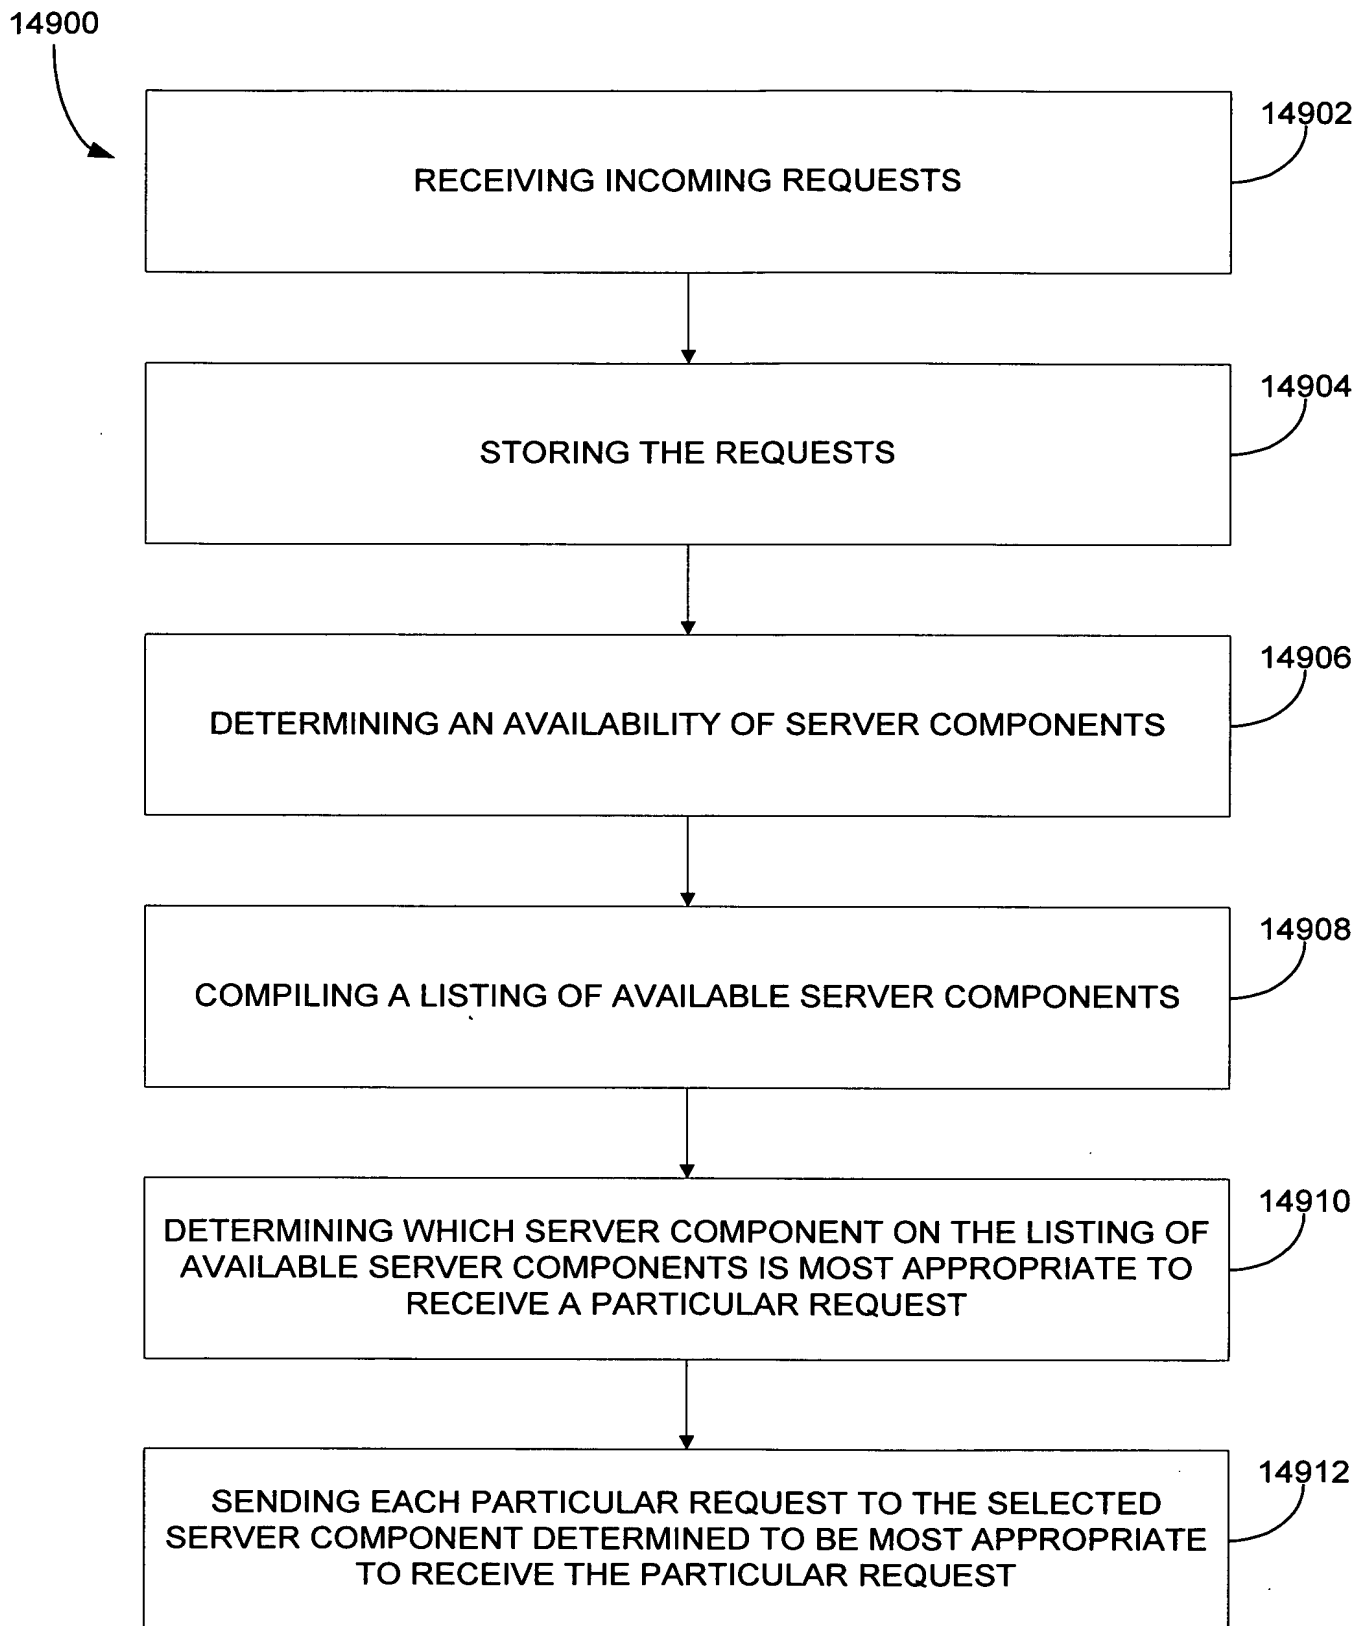 14900
14902
RECEIVING INCOMING REQUESTS
14904
STORING THE REQUESTS
14906
DETERMINING AN AVAILABILITY OF SERVER COMPONENTS
14908
COMPILING A LISTING OF AVAILABLE SERVER COMPONENTS
14910
DETERMINING WHICH SERVER COMPONENT ON THE LISTING OF
AVAILABLE SERVER COMPONENTS IS MOST APPROPRIATE TO
RECEIVE A PARTICULAR REQUEST
14912
SENDING EACH PARTICULAR REQUEST TO THE SELECTED
SERVER COMPONENT DETERMINED TO BE MOST APPROPRIATE
TO RECEIVE THE PARTICULAR REQUEST